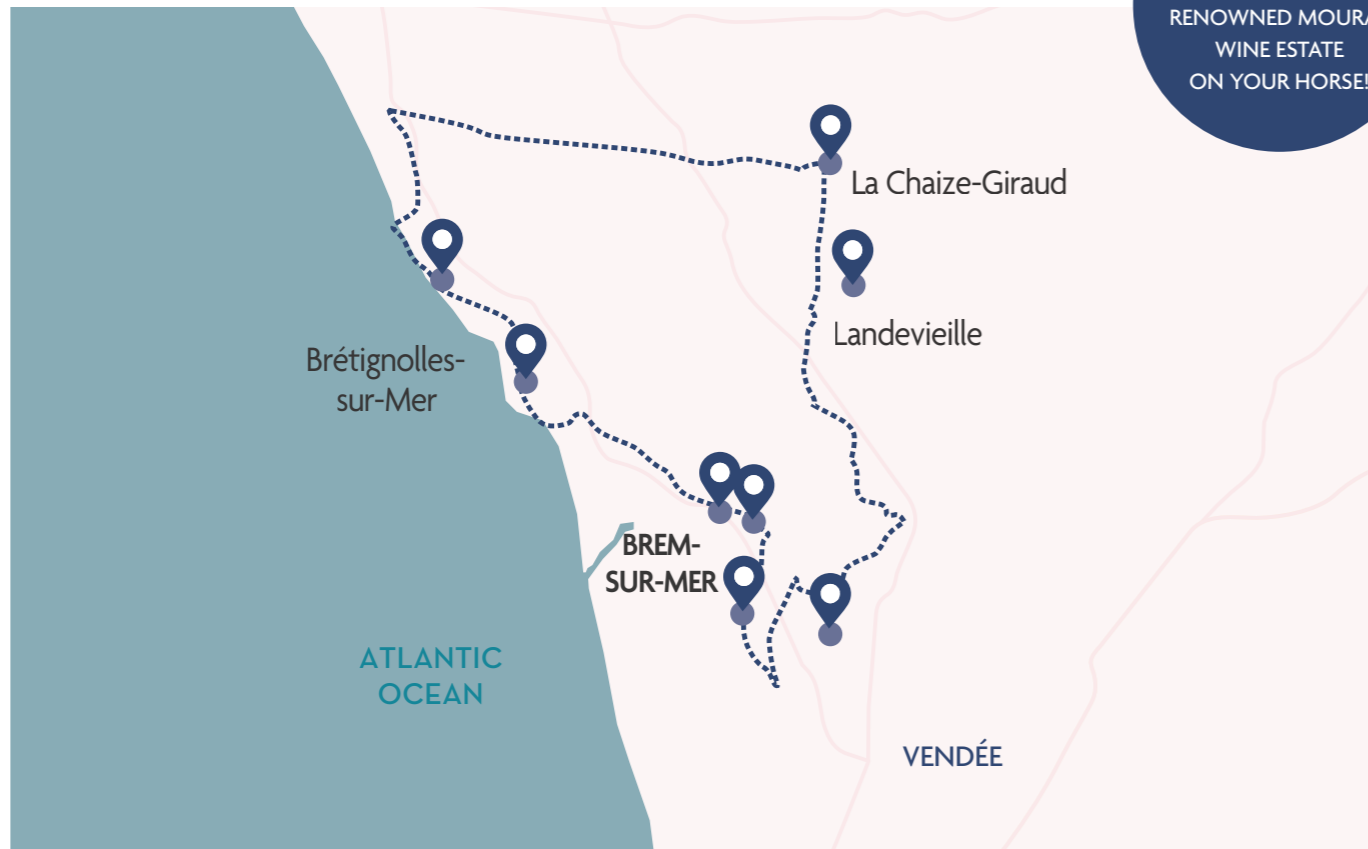 RENOWNED
WINE ESTATE
ON YOUR HORSE!
La Chaize-Giraud
Landevieille
Brétignolles-
sur-Mer
BREM-
SUR-MER
ATLANTIC
OCEAN
VENDÉE